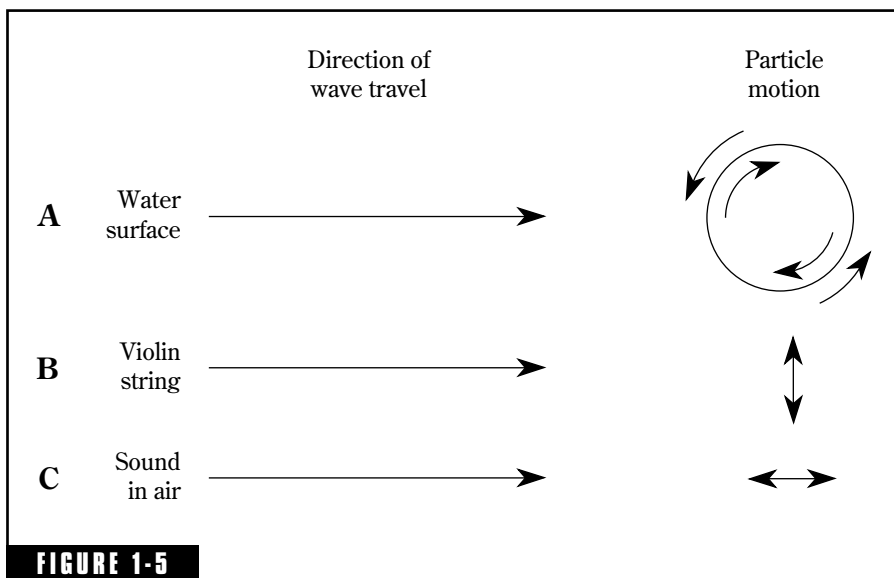 Direction of
wave travel
Particle
motion
A
Water
surface
B
Violin
string
C
Sound
in air
FIGURE 1-5